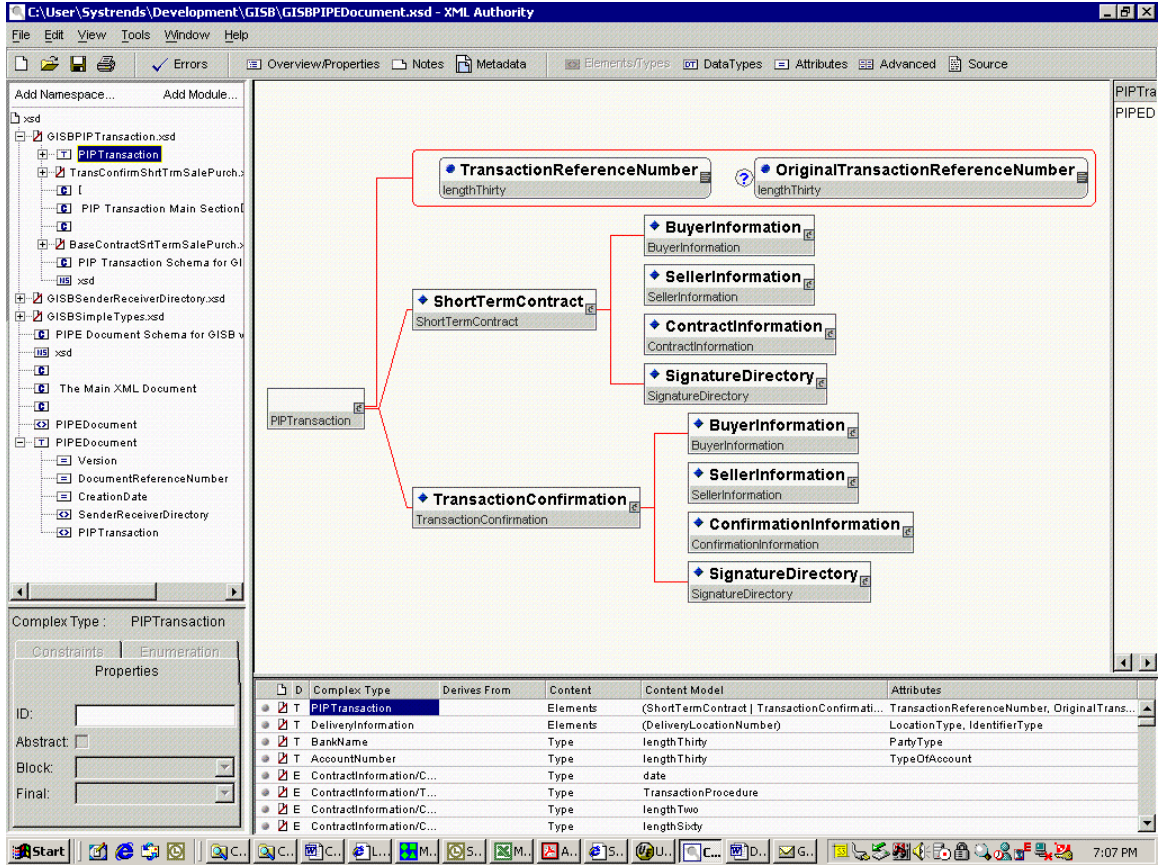 C:\User\Systrends\Development\GISB\GISBPIPEDocument.xsd - XML Authority
File Edit View Tools Window Help
Errors Overview/Properties Notes Metadata Elements/Types DataTypes Attributes Advanced Source
Add Namespace... Add Module...
xsd
GISBPIPTransaction.xsd
PIPTransaction
TransConfirmShrtTrmSalePurch.
[
PIP Transaction Main Section
BaseContractSrtTermSalePurch.
PIP Transaction Schema for GI
xsd
GISBSenderReceiverDirectory.xsd
GISBSimpleTypes.xsd
PIPE Document Schema for GISB
xsd
The Main XML Document
PIPEDocument
PIPEDocument
Version
DocumentReferenceNumber
CreationDate
SenderReceiverDirectory
PIPTransaction
PIPTra
PIPED
TransactionReferenceNumber
lengthThirty
?
OriginalTransactionReferenceNumber
lengthThirty
BuyerInformation
BuyerInformation
SellerInformation
SellerInformation
ShortTermContract
ShortTermContract
ContractInformation
ContractInformation
SignatureDirectory
SignatureDirectory
PIPTransaction
BuyerInformation
BuyerInformation
SellerInformation
SellerInformation
TransactionConfirmation
TransactionConfirmation
ConfirmationInformation
ConfirmationInformation
SignatureDirectory
SignatureDirectory
Complex Type : PIPTransaction
Constraints Enumeration
Properties
ID:
Abstract:
Block:
Final:
D Complex Type Derives From Content Content Model Attributes
T PIPTransaction Elements (ShortTermContract | TransactionConfirmati... TransactionReferenceNumber, OriginalTrans...
T DeliveryInformation Elements (DeliveryLocationNumber) LocationType, IdentifierType
T BankName Type lengthThirty PartyType
T AccountNumber Type lengthThirty TypeOfAccount
E ContractInformation/C... Type date
E ContractInformation/T... Type TransactionProcedure
E ContractInformation/C... Type lengthTwo
E ContractInformation/C... Type lengthSixty
Start C.. C.. C.. L.. M.. S.. M.. A.. S.. U.. C... D.. G.. 7:07 PM